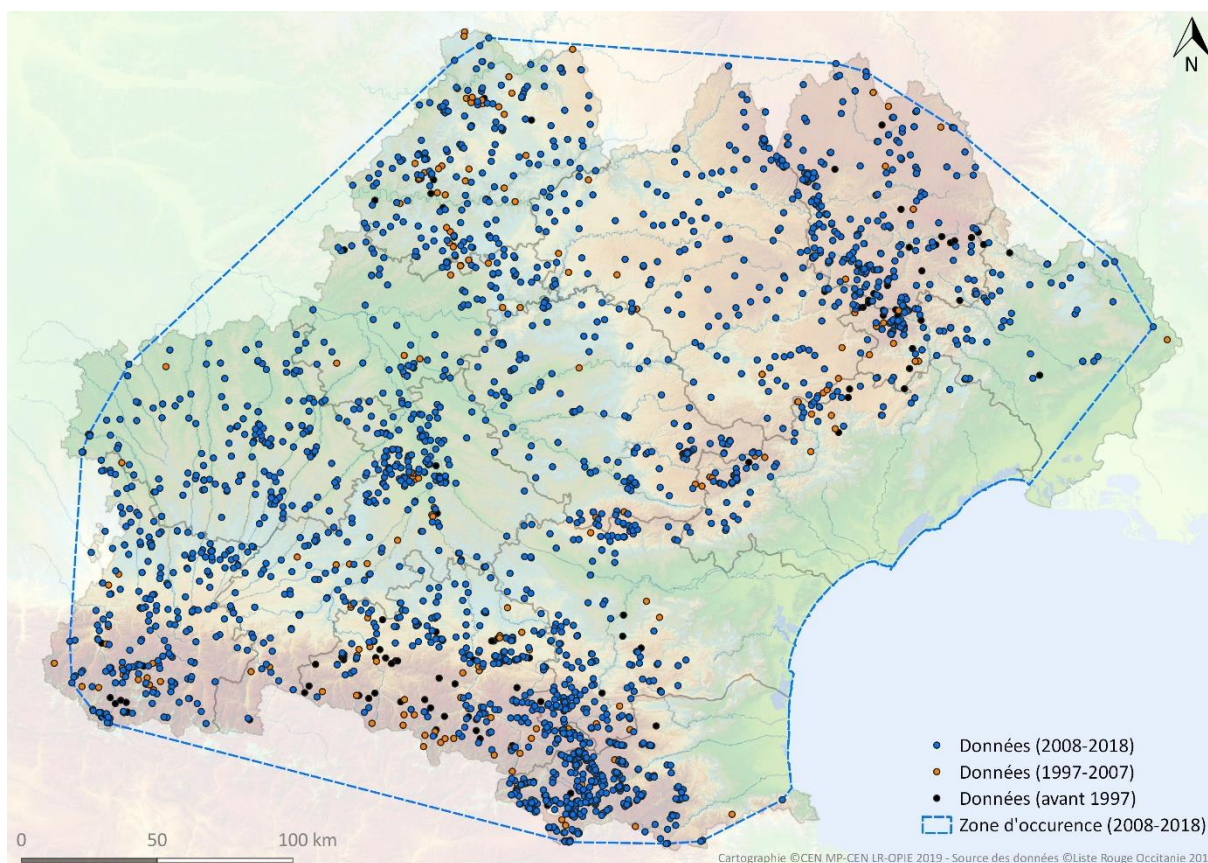 N
Données (2008-2018)
Données (1997-2007)
Données (avant 1997)
Zone d'occurence (2008-2018)
0 50 100 km
Cartographie ©CEN MP-CEN LR-OPIE 2019 - Source des données ©Liste Rouge Occitanie 201